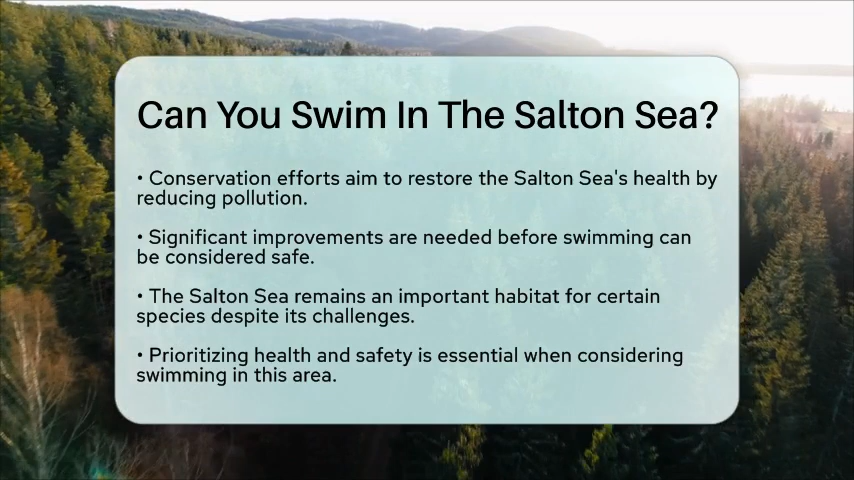 Can You Swim In The Salton Sea?
• Conservation efforts aim to restore the Salton Sea's health by
reducing pollution.
• Significant improvements are needed before swimming can
be considered safe.
• The Salton Sea remains an important habitat for certain
species despite its challenges.
• Prioritizing health and safety is essential when considering
swimming in this area.